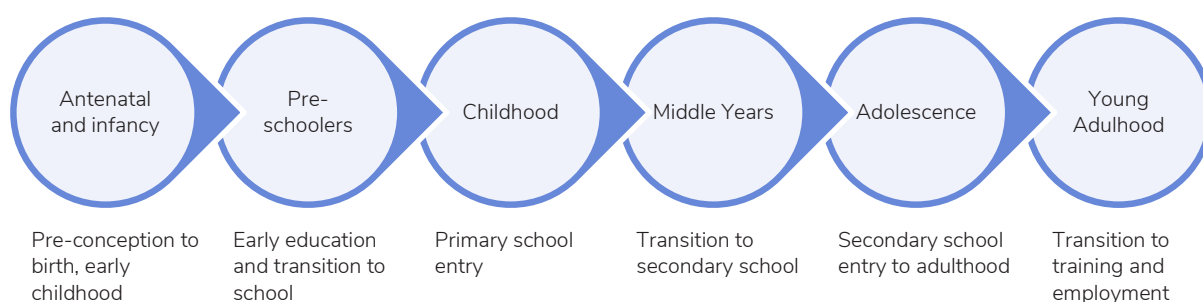 Antenatal
and infancy
Pre-
schoolers
Childhood
Middle Years
Adolescence
Young
Adulhood
Pre-conception to
birth, early
childhood
Early education
and transition to
school
Primary school
entry
Transition to
secondary school
Secondary school
entry to adulthood
Transition to
training and
employment